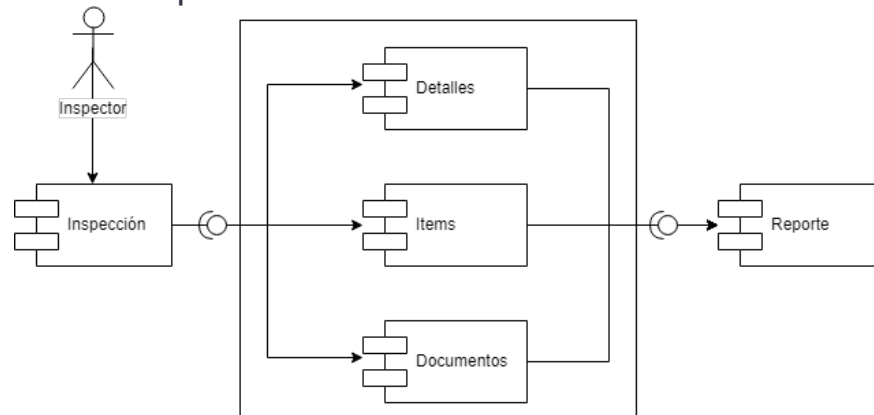 Inspector
Detalles
Inspección
Items
Reporte
Documentos